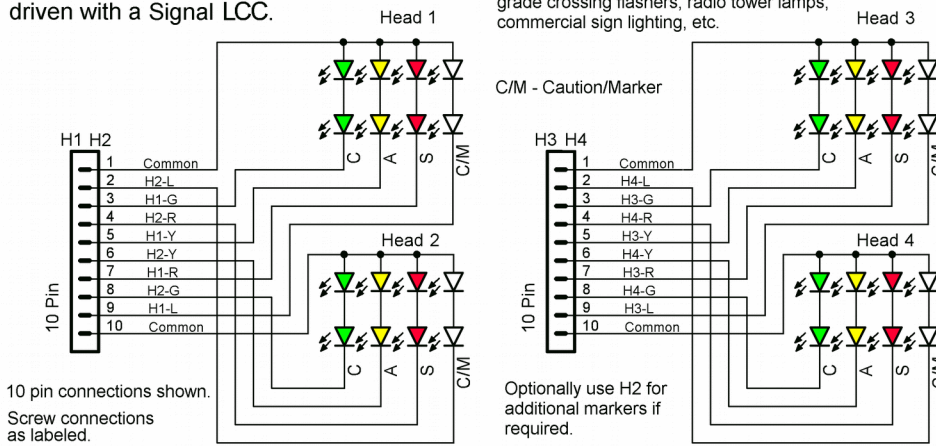 driven with a Signal LCC.
Head 1
H1 H2
1 Common
2 H2-L
3 H1-G
4 H2-R
5 H1-Y
6 H2-Y
7 H1-R
8 H2-G
9 H1-L
10 Common
10 Pin
C
A
S
C/M
Head 2
C
A
S
C/M
10 pin connections shown.
Screw connections
as labeled.
grade crossing flashers, radio tower lamps,
commercial sign lighting, etc.
Head 3
C/M - Caution/Marker
H3 H4
1 Common
2 H4-L
3 H3-G
4 H4-R
5 H3-Y
6 H4-Y
7 H3-R
8 H4-G
9 H3-L
10 Common
10 Pin
C
A
S
C/M
Head 4
C
A
S
C/M
Optionally use H2 for
additional markers if
required.